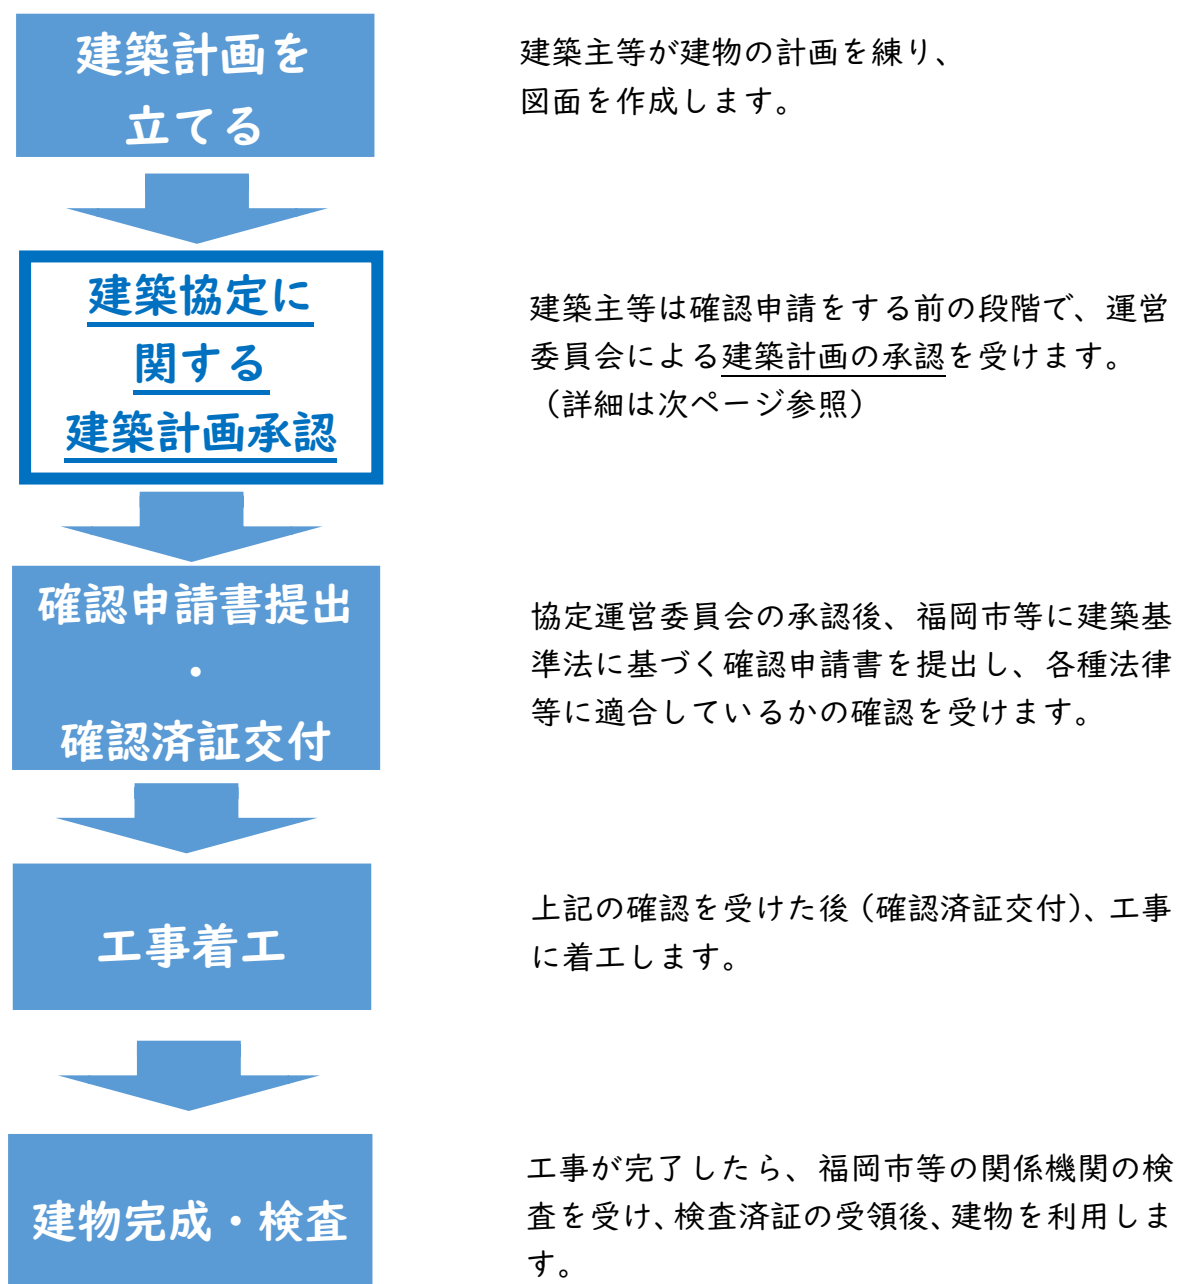 建築計画を
立てる
建築主等が建物の計画を練り、
図面を作成します。
建築協定に
関する
建築計画承認
建築主等は確認申請をする前の段階で、運営
委員会による建築計画の承認を受けます。
（詳細は次ページ参照）
確認申請書提出
・
確認済証交付
協定運営委員会の承認後、福岡市等に建築基
準法に基づく確認申請書を提出し、各種法律
等に適合しているかの確認を受けます。
工事着工
上記の確認を受けた後（確認済証交付）、工事
に着工します。
建物完成・検査
工事が完了したら、福岡市等の関係機関の検
査を受け、検査済証の受領後、建物を利用しま
す。